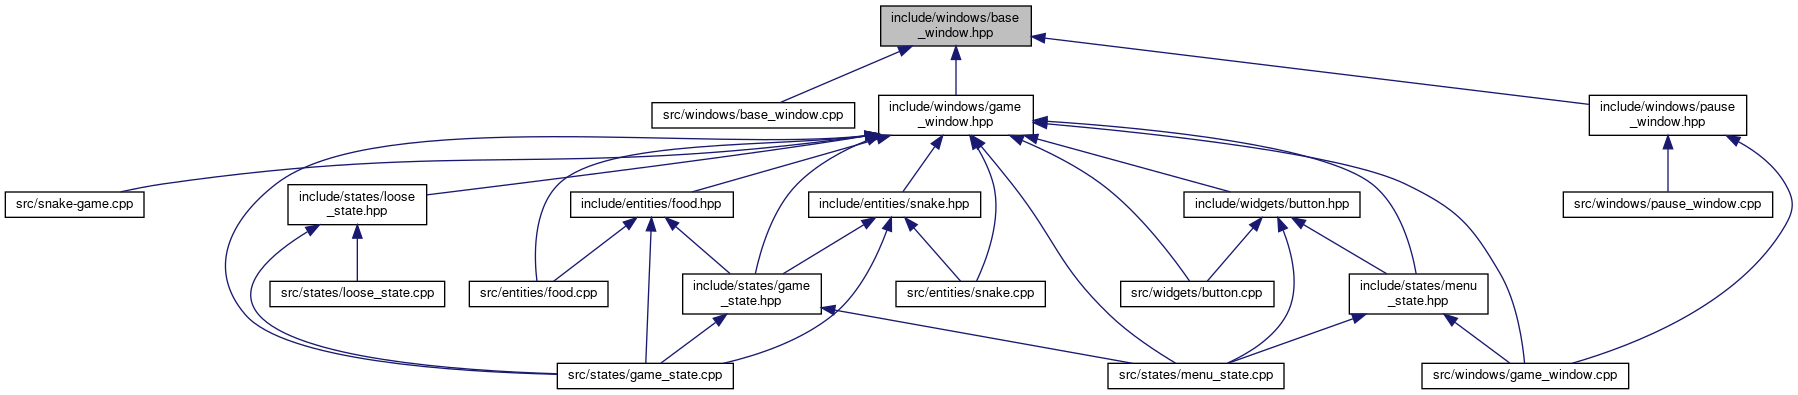 include/windows/base
_window.hpp
src/windows/base_window.cpp
include/windows/game
_window.hpp
include/windows/pause
_window.hpp
src/snake-game.cpp
include/states/loose
_state.hpp
include/entities/food.hpp
include/entities/snake.hpp
include/widgets/button.hpp
src/windows/pause_window.cpp
src/states/loose_state.cpp
src/entities/food.cpp
include/states/game
_state.hpp
src/entities/snake.cpp
src/widgets/button.cpp
include/states/menu
_state.hpp
src/states/game_state.cpp
src/states/menu_state.cpp
src/windows/game_window.cpp